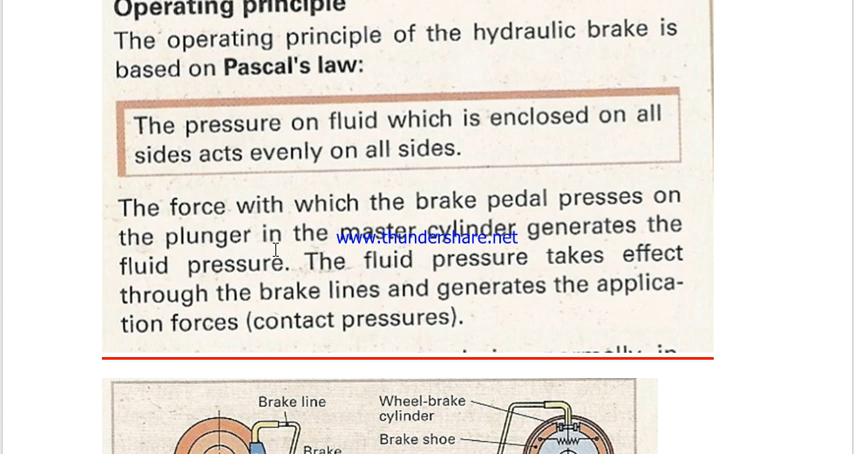 Operating principle
The operating principle of the hydraulic brake is
based on Pascal's law:
The pressure on fluid which is enclosed on all
sides acts evenly on all sides.
The force with which the brake pedal presses on
the plunger in the master cylinder generates the
www.thundershare.net
fluid pressure. The fluid pressure takes effect
through the brake lines and generates the applica-
tion forces (contact pressures).
Brake line
Wheel-brake
cylinder
Brake shoe
Brake